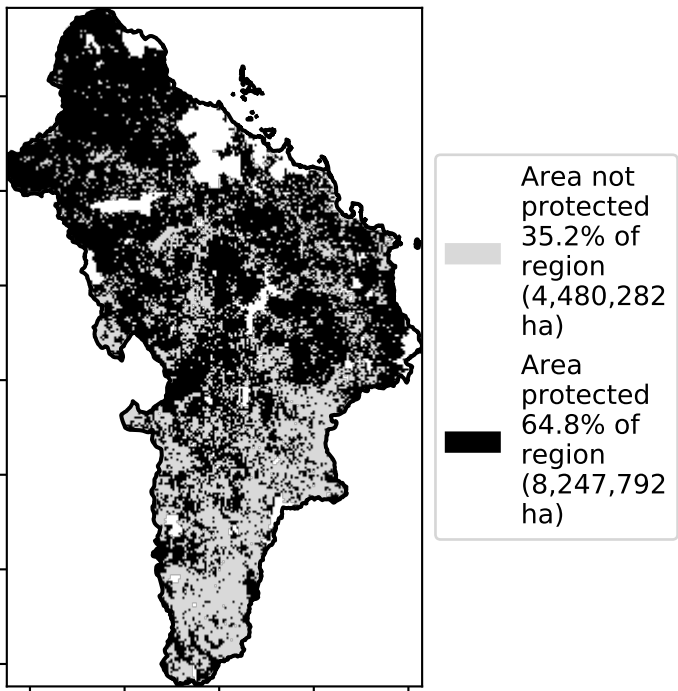 Area not
protected
35.2% of
region
(4,480,282
ha)
Area
protected
64.8% of
region
(8,247,792
ha)